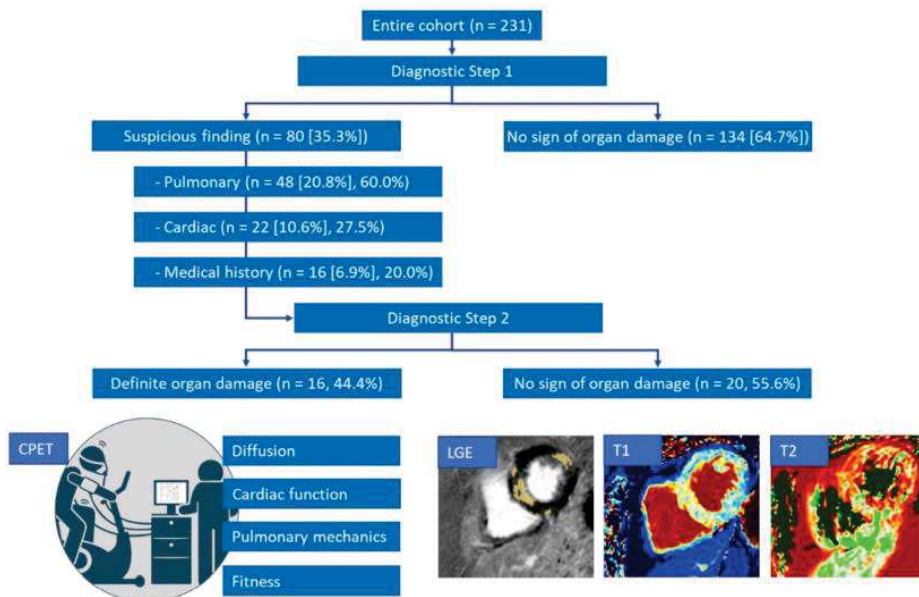 Entire cohort (n = 231)
Diagnostic Step 1
Suspicious finding (n = 80 [35.3%])
No sign of organ damage (n = 134 [64.7%])
- Pulmonary (n = 48 [20.8%], 60.0%)
- Cardiac (n = 22 [10.6%], 27.5%)
- Medical history (n = 16 [6.9%], 20.0%)
Diagnostic Step 2
Definite organ damage (n = 16, 44.4%)
No sign of organ damage (n = 20, 55.6%)
CPET
Diffusion
Cardiac function
Pulmonary mechanics
Fitness
LGE
T1
T2